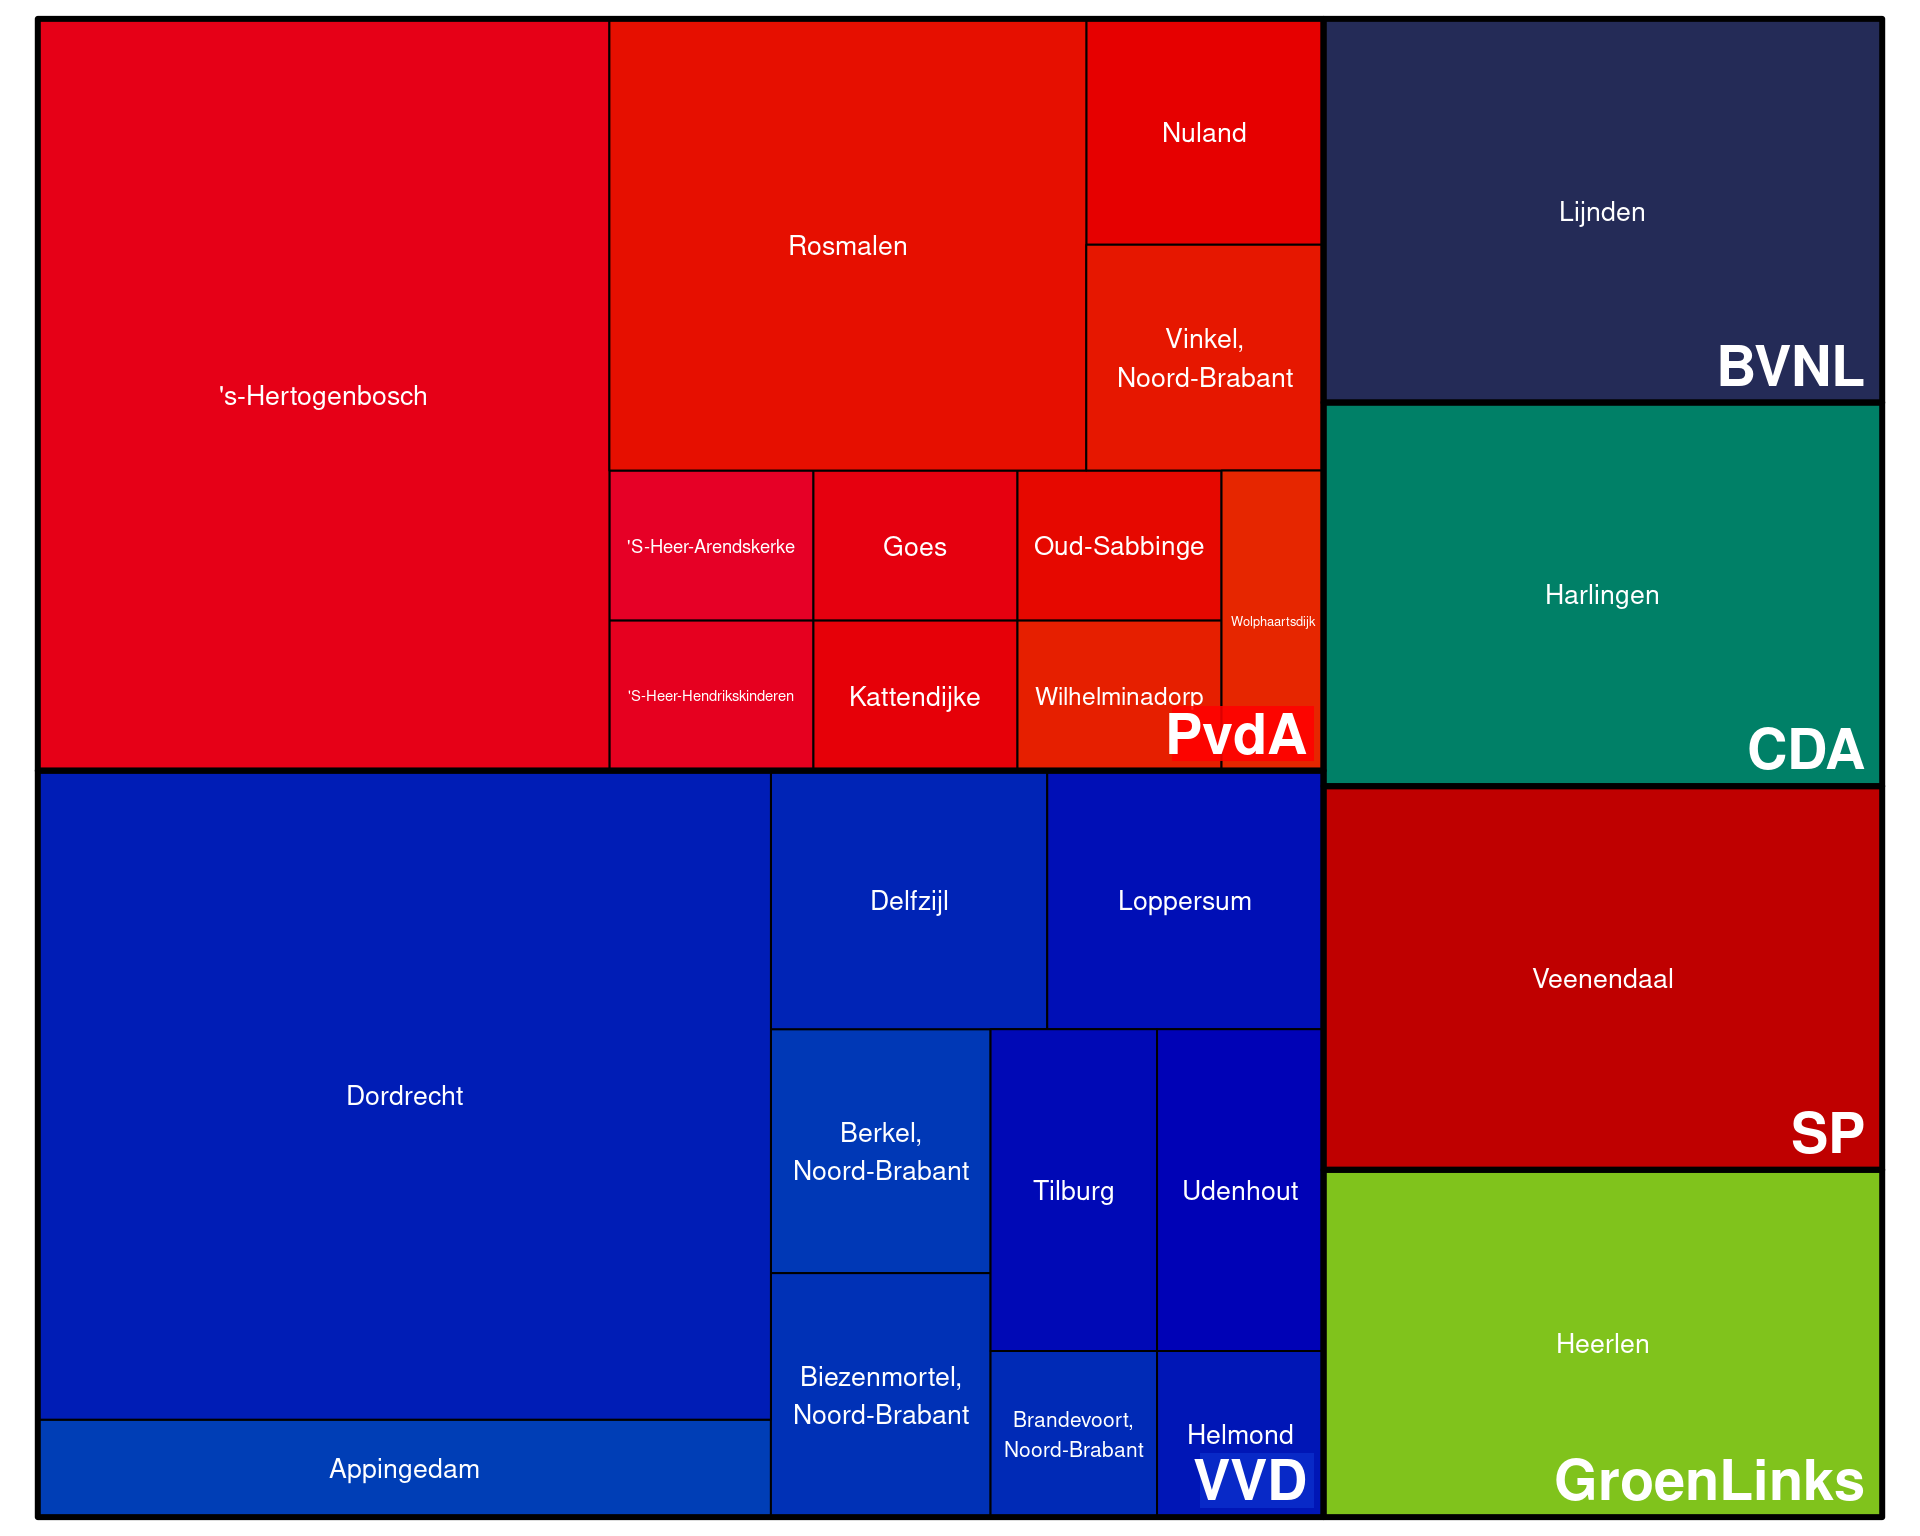 's-Hertogenbosch
Rosmalen
Nuland
Vinkel,
Noord-Brabant
'S-Heer-Arendskerke
Goes
Oud-Sabbinge
Wolphaartsdijk
'S-Heer-Hendrikskinderen
Kattendijke
Wilhelminadorp
PvdA
Dordrecht
Appingedam
Delfzijl
Loppersum
Berkel,
Noord-Brabant
Biezenmortel,
Noord-Brabant
Tilburg
Udenhout
Brandevoort,
Noord-Brabant
Helmond
VVD
Lijnden
BVNL
Harlingen
CDA
Veenendaal
SP
Heerlen
GroenLinks